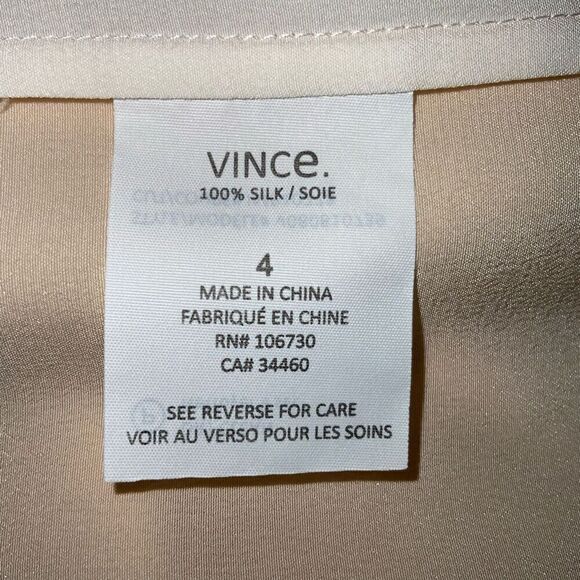 VINCe.
100% SILK / SOIE
4
MADE IN CHINA
FABRIQUÉ EN CHINE
RN# 106730
CA# 34460
SEE REVERSE FOR CARE
VOIR AU VERSO POUR LES SOINS